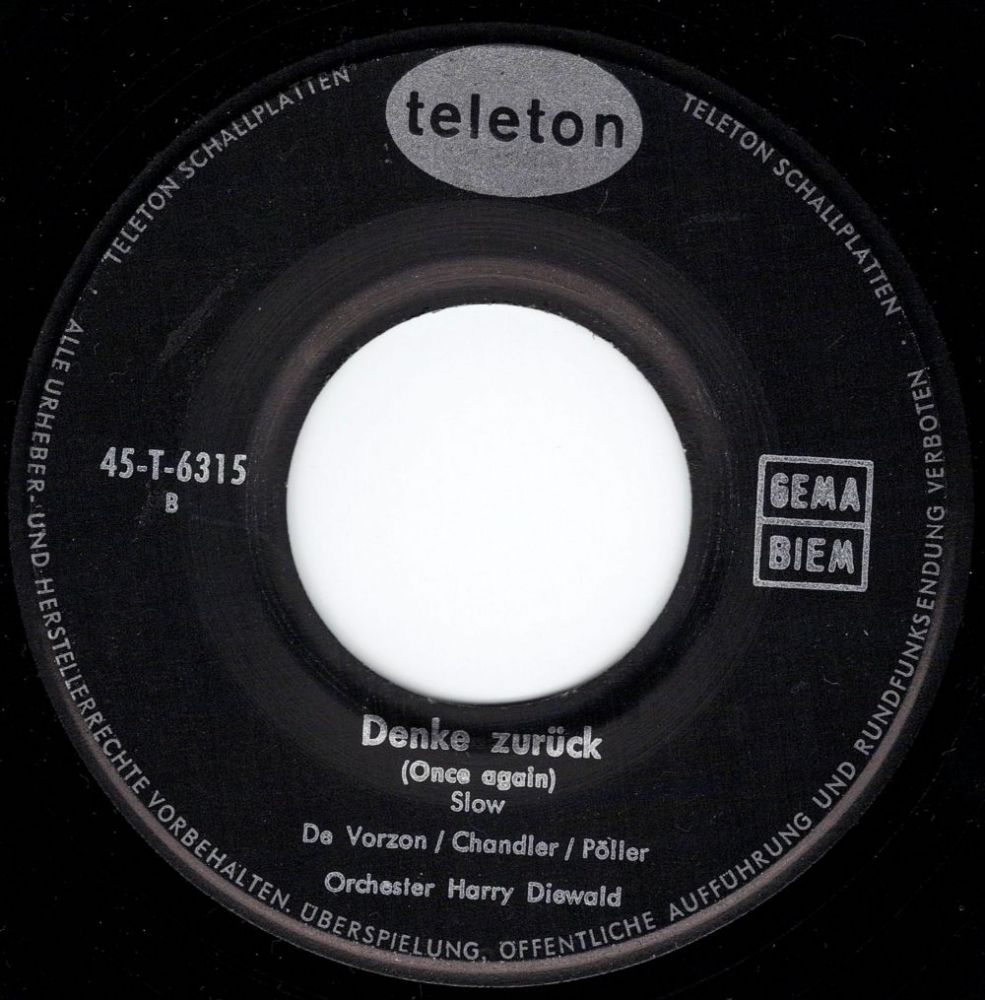 teleton
TELETON SCHALLPLATTEN
TELETON SCHALLPLATTEN
45-T-6315
B
GEMA
BIEM
Denke zurück
(Once again)
Slow
De Vorzon / Chandler / Pöller
Orchester Harry Diewald
· ALLE URHEBER- UND HERSTELLERRECHTE VORBEHALTEN. ÜBERSPIELUNG, ÖFFENTLICHE AUFFÜHRUNG UND RUNDFUNKSENDUNG VERBOTEN ·